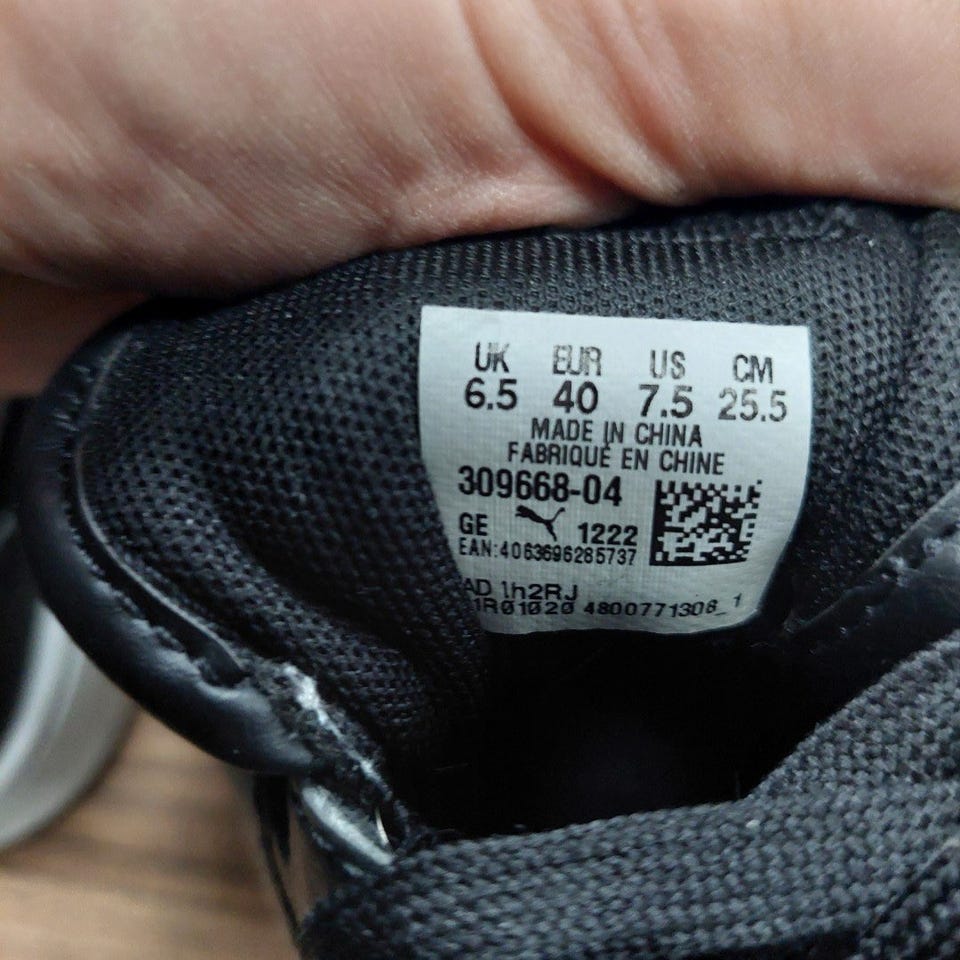 UK EUR US CM
6.5 40 7.5 25.5
MADE IN CHINA
FABRIQUÉ EN CHINE
309668-04
GE 1222
EAN:4063696285737
AD 1h2RJ
1R01020 4800771308_1